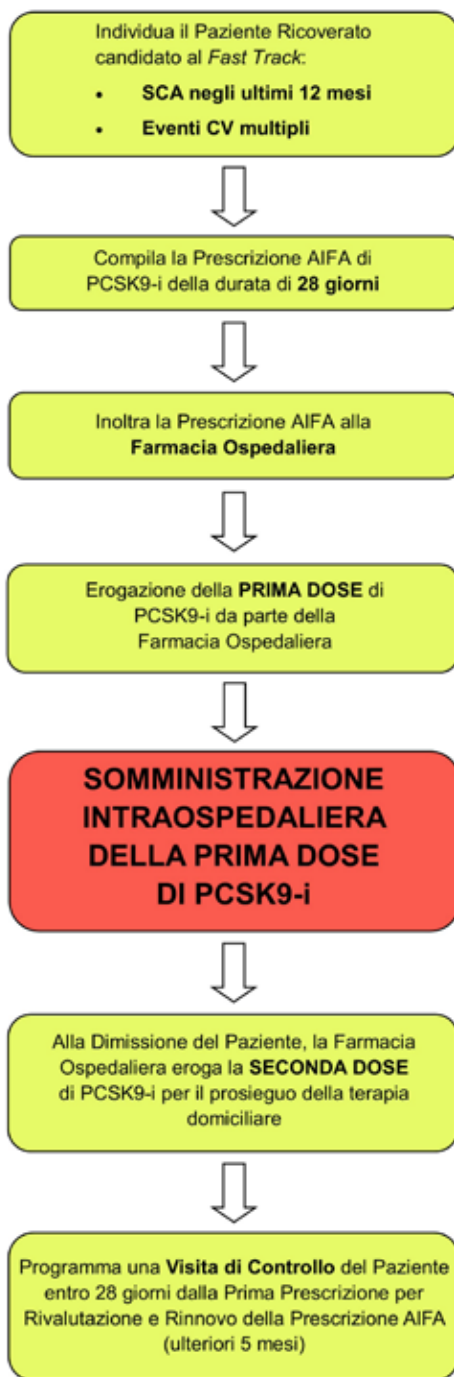 Individua il Paziente Ricoverato
candidato al Fast Track:
• SCA negli ultimi 12 mesi
• Eventi CV multipli
Compila la Prescrizione AIFA di
PCSK9-i della durata di 28 giorni
Inoltra la Prescrizione AIFA alla
Farmacia Ospedaliera
Erogazione della PRIMA DOSE di
PCSK9-i da parte della
Farmacia Ospedaliera
SOMMINISTRAZIONE
INTRAOSPEDALIERA
DELLA PRIMA DOSE
DI PCSK9-i
Alla Dimissione del Paziente, la Farmacia
Ospedaliera eroga la SECONDA DOSE
di PCSK9-i per il prosieguo della terapia
domiciliare
Programma una Visita di Controllo del Paziente
entro 28 giorni dalla Prima Prescrizione per
Rivalutazione e Rinnovo della Prescrizione AIFA
(ulteriori 5 mesi)